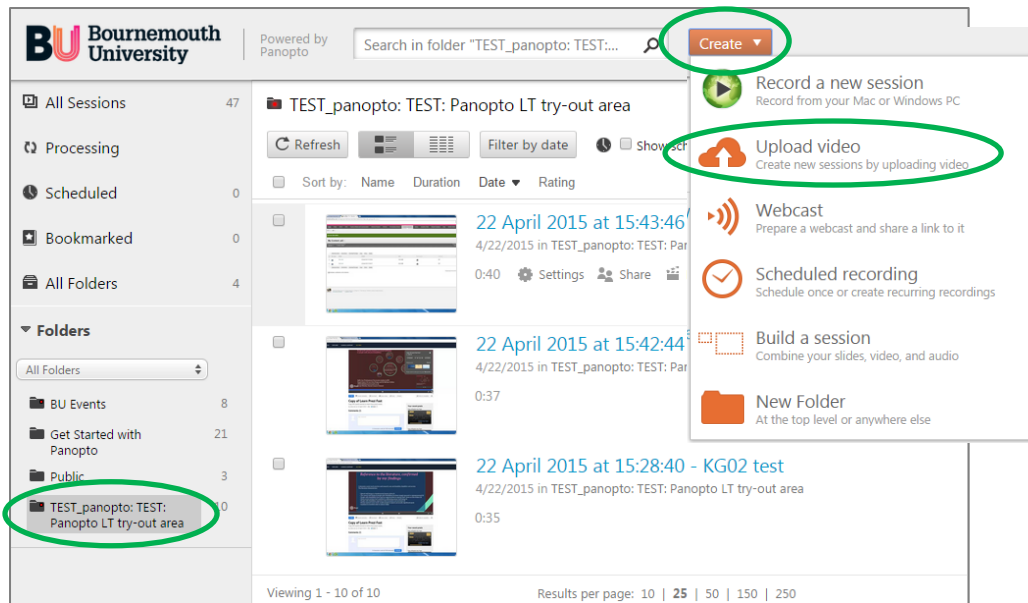 BU Bournemouth
University
Powered by
Panopto
Search in folder "TEST_panopto: TEST:...
Create
All Sessions 47
Processing
Scheduled 0
Bookmarked 0
All Folders 4
Folders
All Folders
BU Events 8
Get Started with 21
Panopto
Public 3
TEST_panopto: TEST: 10
Panopto LT try-out area
TEST_panopto: TEST: Panopto LT try-out area
Refresh Filter by date Show sch
Sort by: Name Duration Date Rating
22 April 2015 at 15:43:46
4/22/2015 in TEST_panopto: TEST: Par
0:40 Settings Share
22 April 2015 at 15:42:44
4/22/2015 in TEST_panopto: TEST: Par
0:37
22 April 2015 at 15:28:40 - KG02 test
4/22/2015 in TEST_panopto: TEST: Panopto LT try-out area
0:35
Viewing 1 - 10 of 10 Results per page: 10 | 25 | 50 | 150 | 250
Record a new session
Record from your Mac or Windows PC
Upload video
Create new sessions by uploading video
Webcast
Prepare a webcast and share a link to it
Scheduled recording
Schedule once or create recurring recordings
Build a session
Combine your slides, video, and audio
New Folder
At the top level or anywhere else